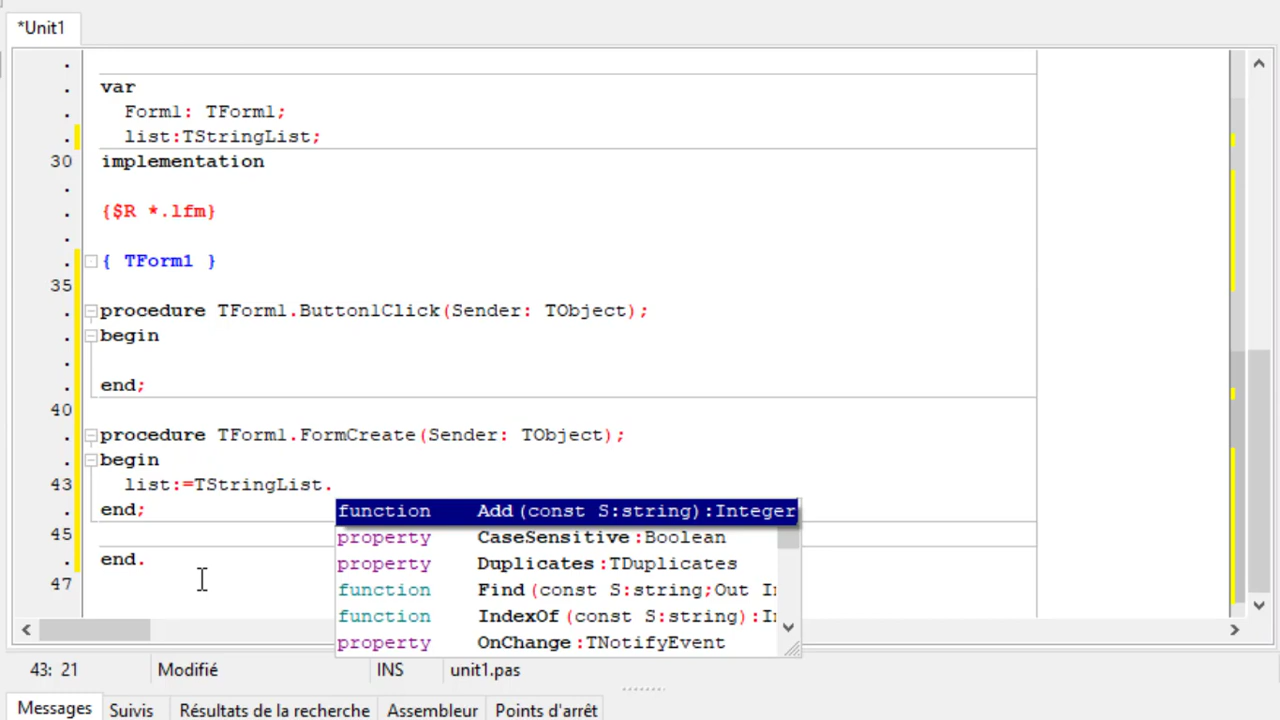 *Unit1
var
Form1: TForm1;
list:TStringList;
30 implementation
{$R *.lfm}
{ TForm1 }
35
procedure TForm1.Button1Click(Sender: TObject);
begin
end;
40
procedure TForm1.FormCreate(Sender: TObject);
begin
43 list:=TStringList.
end;
function Add(const S:string):Integer
45
property CaseSensitive:Boolean
end.
property Duplicates:TDuplicates
47
function Find(const S:string;Out In
function IndexOf(const S:string):In
property OnChange:TNotifyEvent
43: 21 Modifié INS unit1.pas
Messages Suivis Résultats de la recherche Assembleur Points d'arrêt